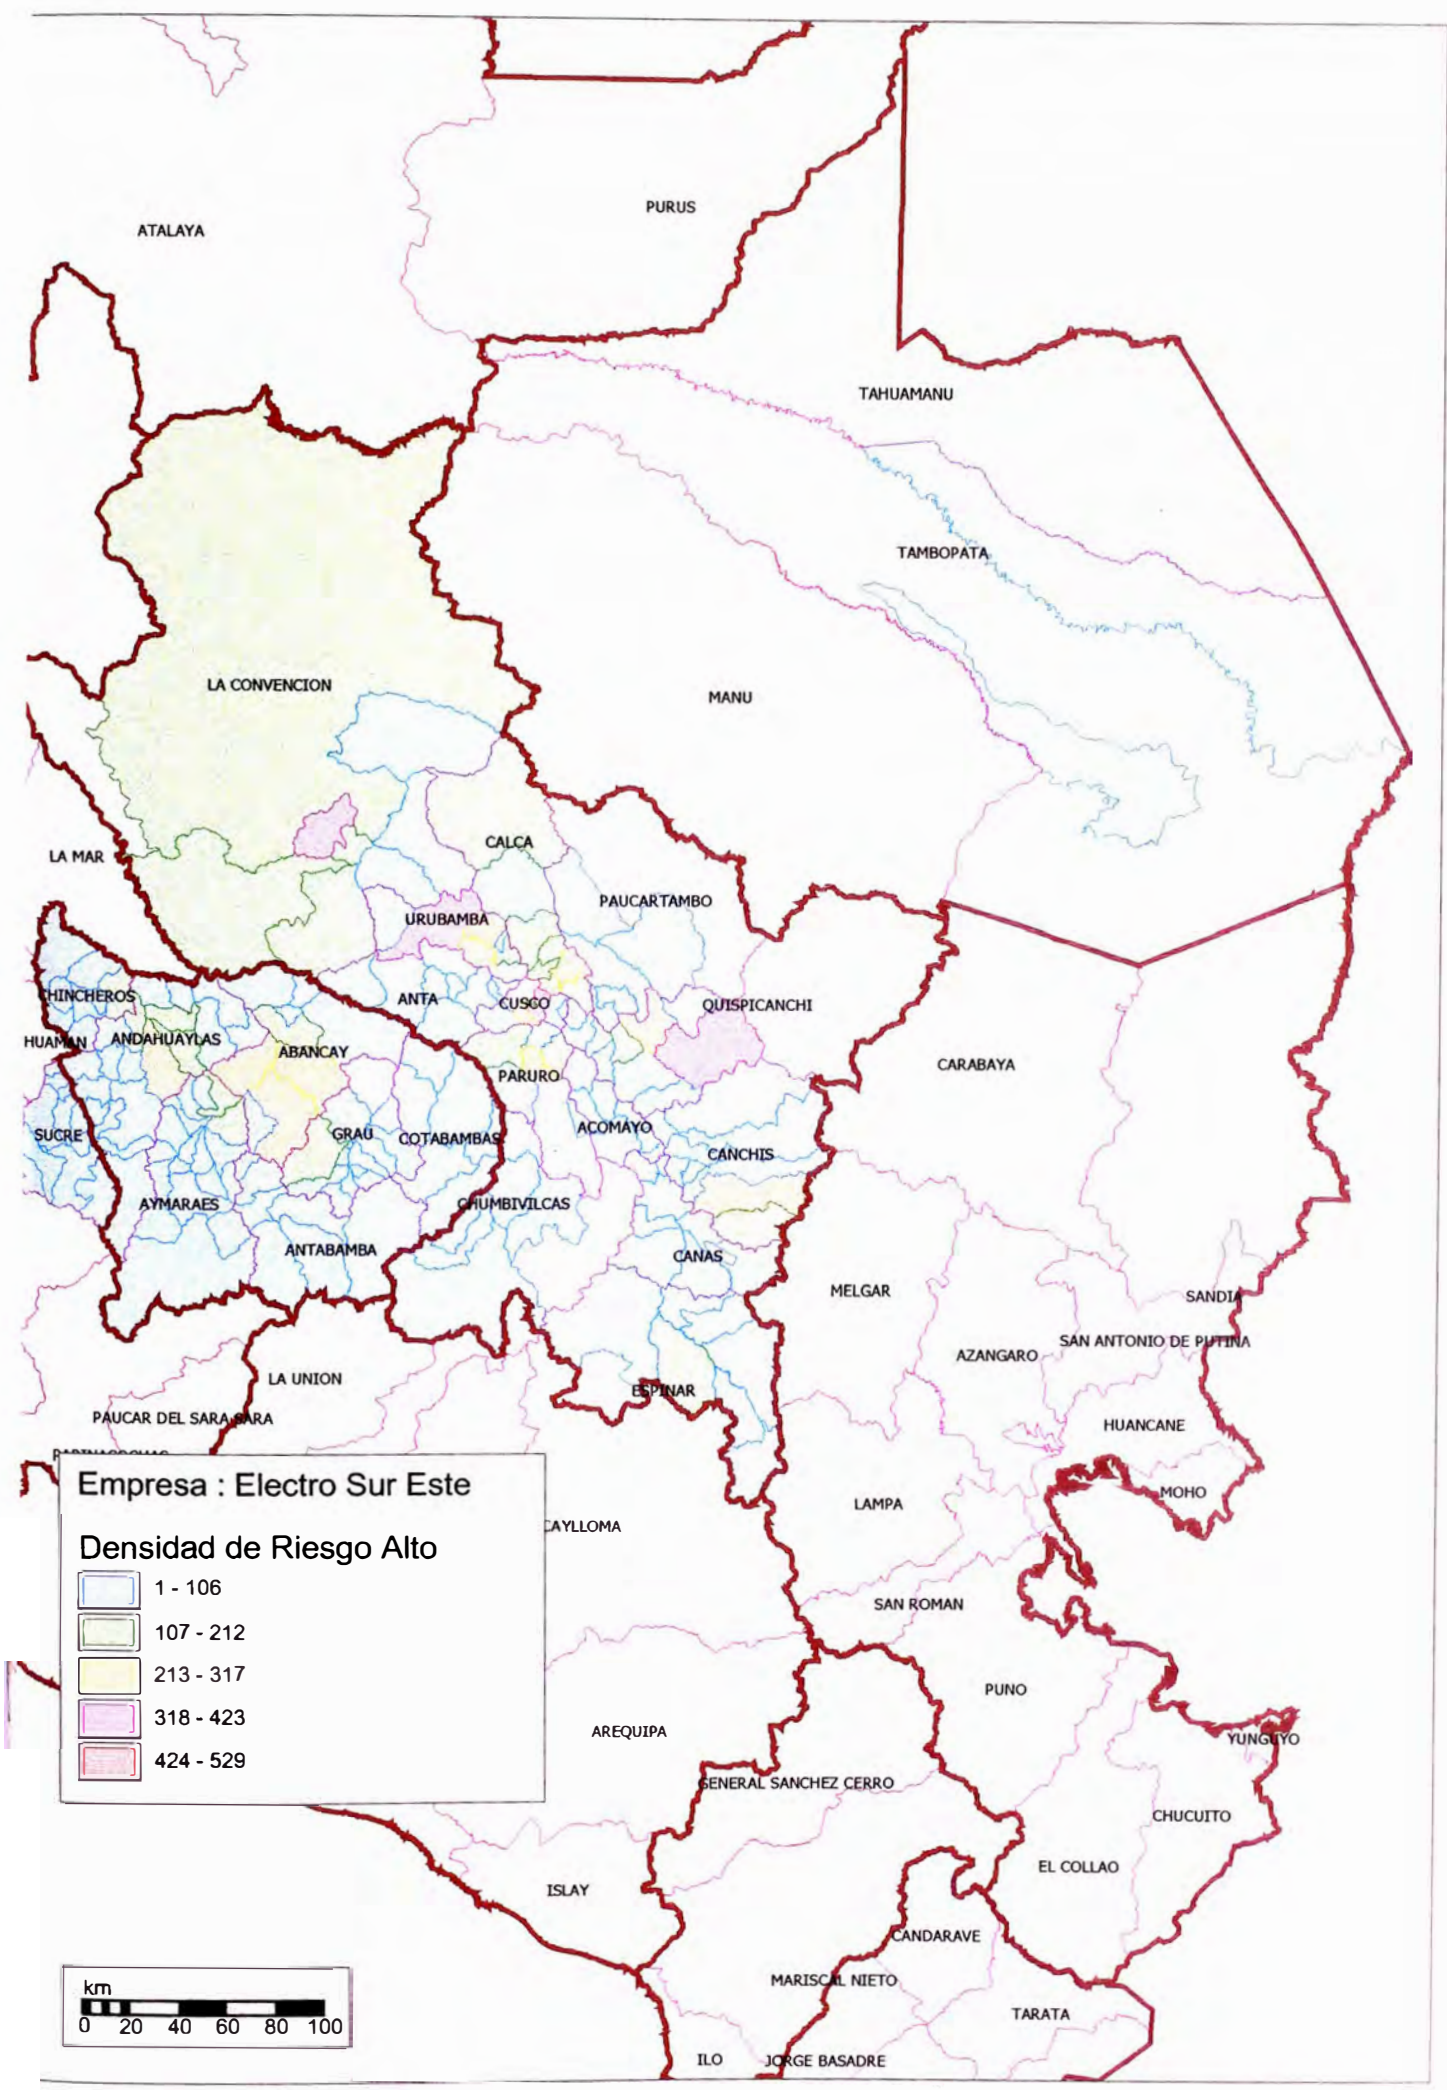 PURUS
ATALAYA
TAHUAMANU
TAMBOPATA
LA CONVENCION
MANU
CALCA
LA MAR
PAUCARTAMBO
URUBAMBA
CHINCHEROS
ANTA
CUSCO
QUISPICANCHI
HUAMAN
ANDAHUAYLAS
ABANCAY
CARABAYA
PARURO
SUCRE
GRAU
COTABAMBAS
ACOMAYO
CANCHIS
AYMARAES
CHUMBIVILCAS
ANTABAMBA
CANAS
MELGAR
SANDIA
SAN ANTONIO DE PUTINA
AZANGARO
LA UNION
ESPINAR
PAUCAR DEL SARA SARA
HUANCANE
MOHO
LAMPA
CAYLLOMA
Empresa : Electro Sur Este
Densidad de Riesgo Alto
1 - 106
107 - 212
213 - 317
318 - 423
424 - 529
SAN ROMAN
PUNO
AREQUIPA
YUNGUYO
GENERAL SANCHEZ CERRO
CHUCUITO
EL COLLAO
ISLAY
CANDARAVE
MARISCAL NIETO
TARATA
km
0 20 40 60 80 100
ILO
JORGE BASADRE